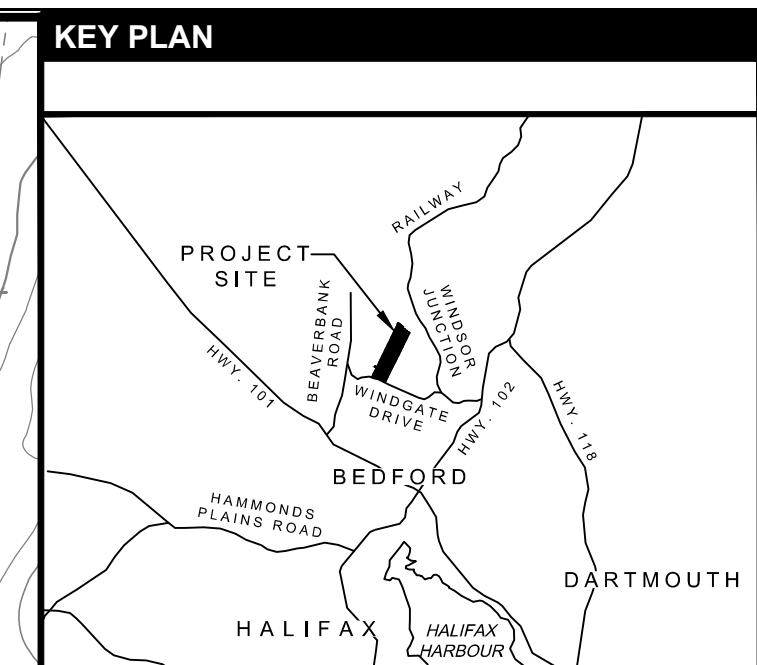 KEY PLAN
RAILWAY
PROJECT
SITE
WINDSOR
JUNCTION
BEAVERBANK
ROAD
HWY. 101
WINDGATE
DRIVE
HWY. 102
HWY. 118
BEDFORD
HAMMONDS
PLAINS ROAD
DARTMOUTH
HALIFAX
HALIFAX
HARBOUR